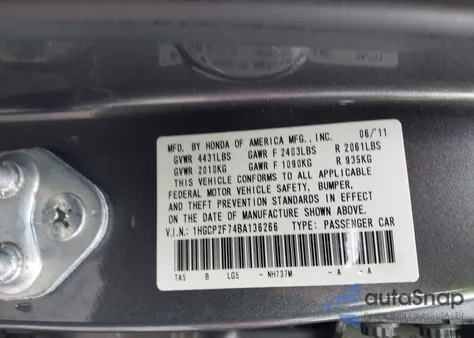 MFD. BY HONDA OF AMERICA MFG., INC. 06/11
GVWR 4431LBS GAWR F 2403LBS R 2061LBS
GVWR 2010KG GAWR F 1090KG R 935KG
THIS VEHICLE CONFORMS TO ALL APPLICABLE
FEDERAL MOTOR VEHICLE SAFETY, BUMPER,
AND THEFT PREVENTION STANDARDS IN EFFECT
ON THE DATE OF MANUFACTURE SHOWN ABOVE.
V.I.N: 1HGCP2F74BA136266 TYPE: PASSENGER CAR
TA5 B LG5 -NH737M -A -A
autoSnap